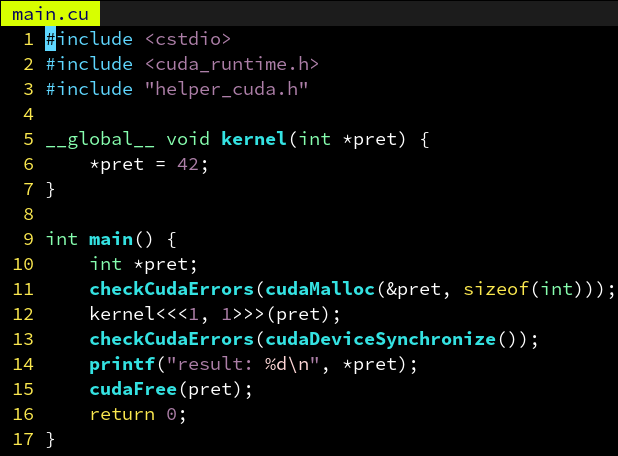 main.cu
1 #include <cstdio>
2 #include <cuda_runtime.h>
3 #include "helper_cuda.h"
4
5 __global__ void kernel(int *pret) {
6     *pret = 42;
7 }
8
9 int main() {
10     int *pret;
11     checkCudaErrors(cudaMalloc(&pret, sizeof(int)));
12     kernel<<<1, 1>>>(pret);
13     checkCudaErrors(cudaDeviceSynchronize());
14     printf("result: %d\n", *pret);
15     cudaFree(pret);
16     return 0;
17 }